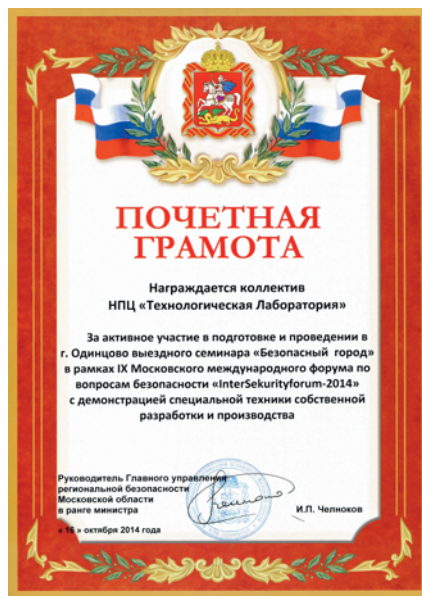 ПОЧЕТНАЯ
ГРАМОТА
Награждается коллектив
НПЦ «Технологическая Лаборатория»
За активное участие в подготовке и проведении в
г. Одинцово выездного семинара «Безопасный город»
в рамках IX Московского международного форума по
вопросам безопасности «InterSekurityforum-2014»
с демонстрацией специальной техники собственной
разработки и производства
Руководитель Главного управления
региональной безопасности
Московской области
в ранге министра
И.П. Челноков
« 16 » октября 2014 года